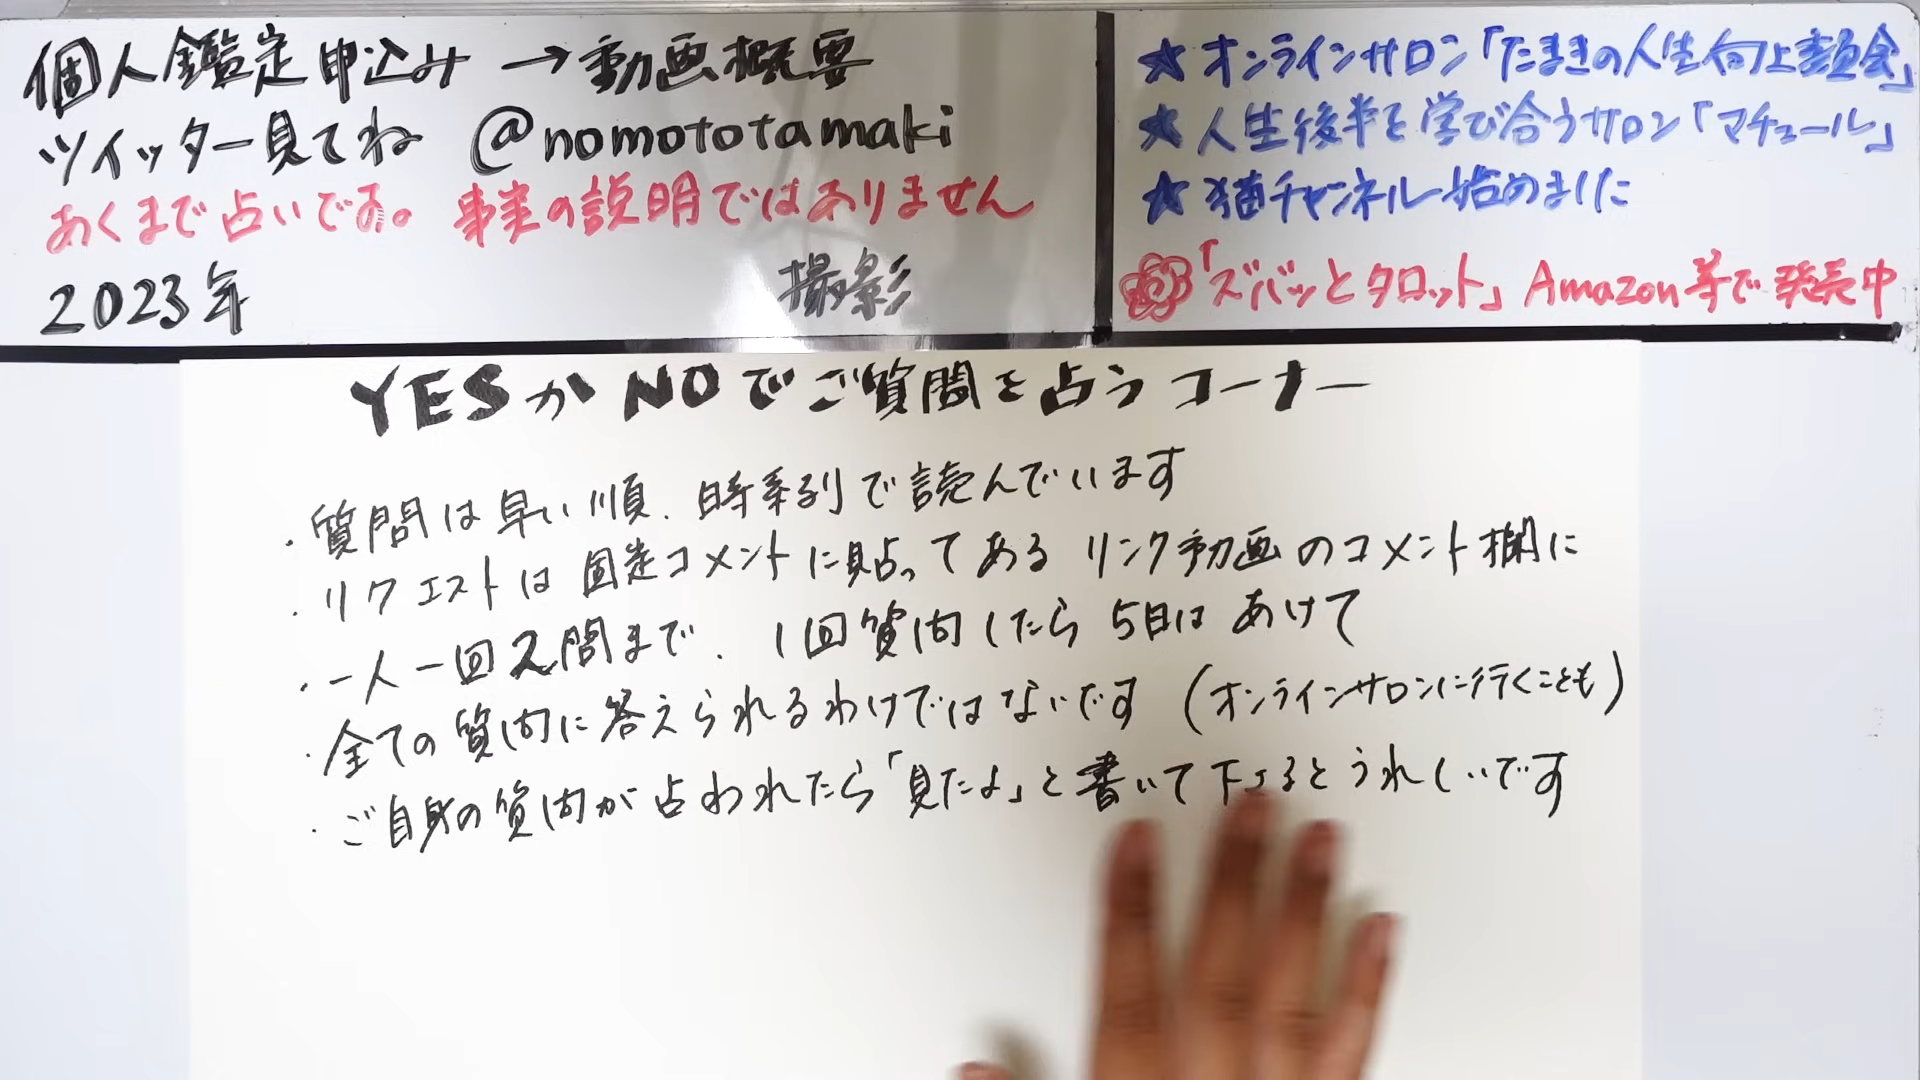 個人鑑定申込み→動画概要
ツイッター見てね @nomototamaki
あくまで占いです。事実の説明ではありません
2023年 撮影
★オンラインサロン「たまきの人生向上委員会」
★人生後半を学び合うサロン「マチュール」
★猫チャンネル始めました
「ズバッとタロット」Amazon等で発売中
YESかNOでご質問を占うコーナー
・質問は早い順、時系列で読んでいます
・リクエストは固定コメントに貼ってあるリンク動画のコメント欄に
・一人一回2問まで、1回質問したら5日はあけて
・全ての質問に答えられるわけではないです（オンラインサロンに行くことも）
・ご自身の質問が占われたら「見たよ」と書いて下さるとうれしいです